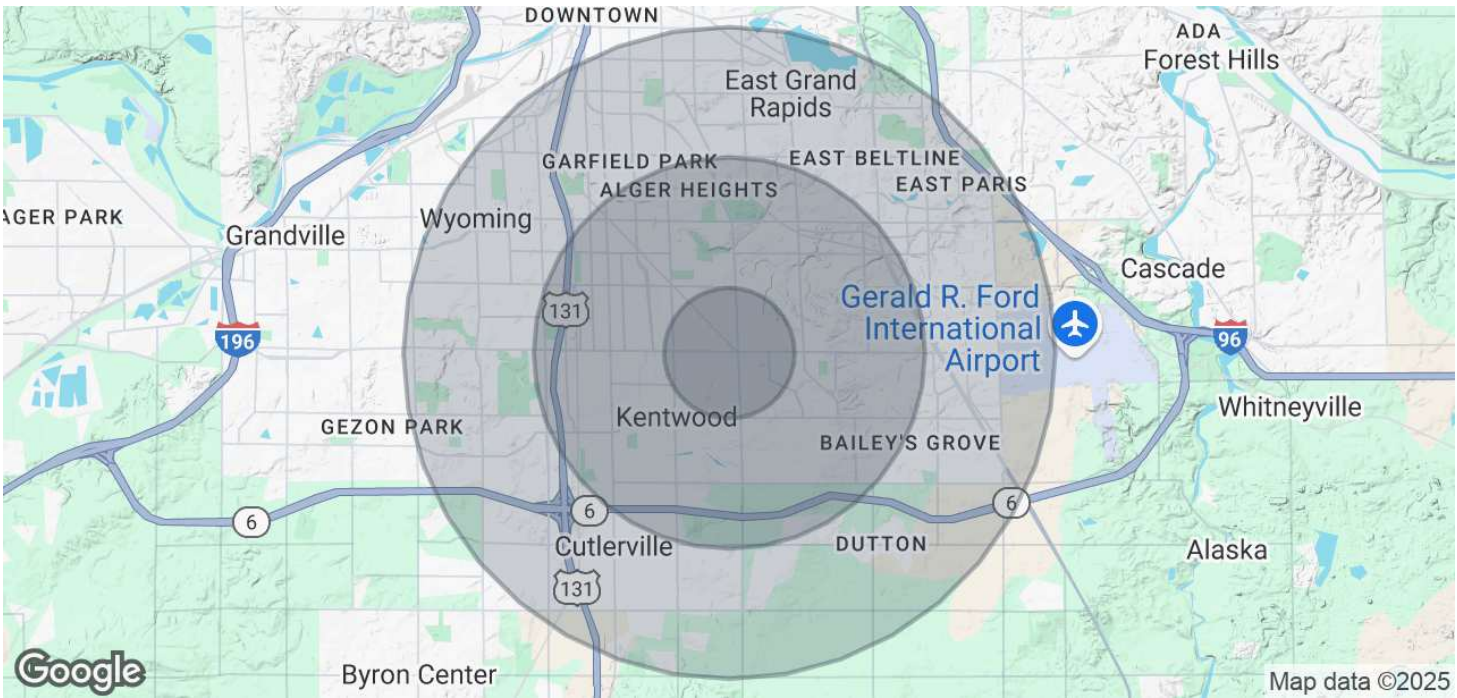 DOWNTOWN
ADA
Forest Hills
East Grand
Rapids
GARFIELD PARK
EAST BELTLINE
ALGER HEIGHTS
EAST PARIS
AGER PARK
Wyoming
Grandville
Cascade
Gerald R. Ford
International
Airport
131
196
96
Kentwood
Whitneyville
GEZON PARK
BAILEY'S GROVE
6
6
6
Cutlerville
DUTTON
Alaska
131
Byron Center
Google
Map data ©2025